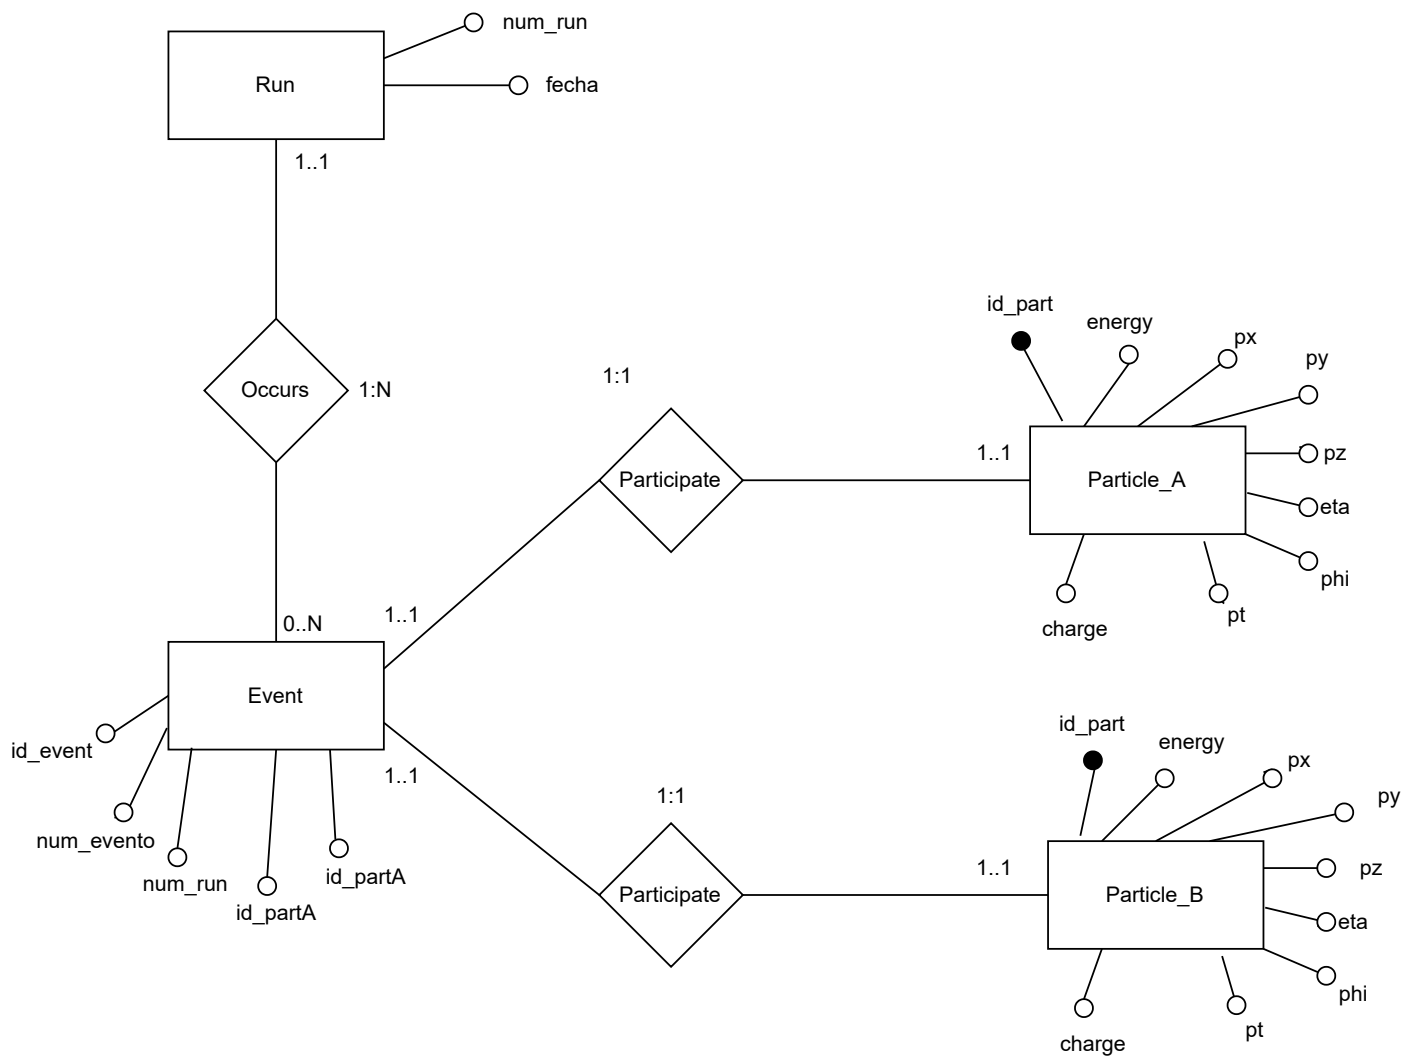 num_run
Run
fecha
1..1
Occurs
1:N
0..N
Event
id_event
num_evento
num_run
id_partA
id_partA
1..1
1..1
1:1
Participate
1..1
id_part
energy
px
py
pz
eta
phi
pt
charge
Particle_A
1:1
Participate
1..1
id_part
energy
px
py
pz
eta
phi
pt
charge
Particle_B